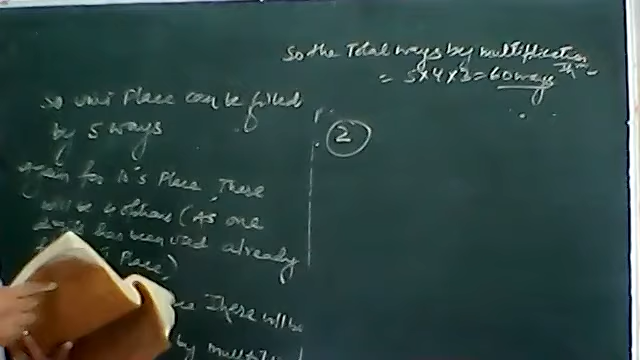 So the Total ways by multiplication Thm
= 5×4×3 = 60 ways
So unit Place can be filled
by 5 ways
2
again for 10's Place, There
will be 4 options (As one
digit has been used already
Place)
There will be
by